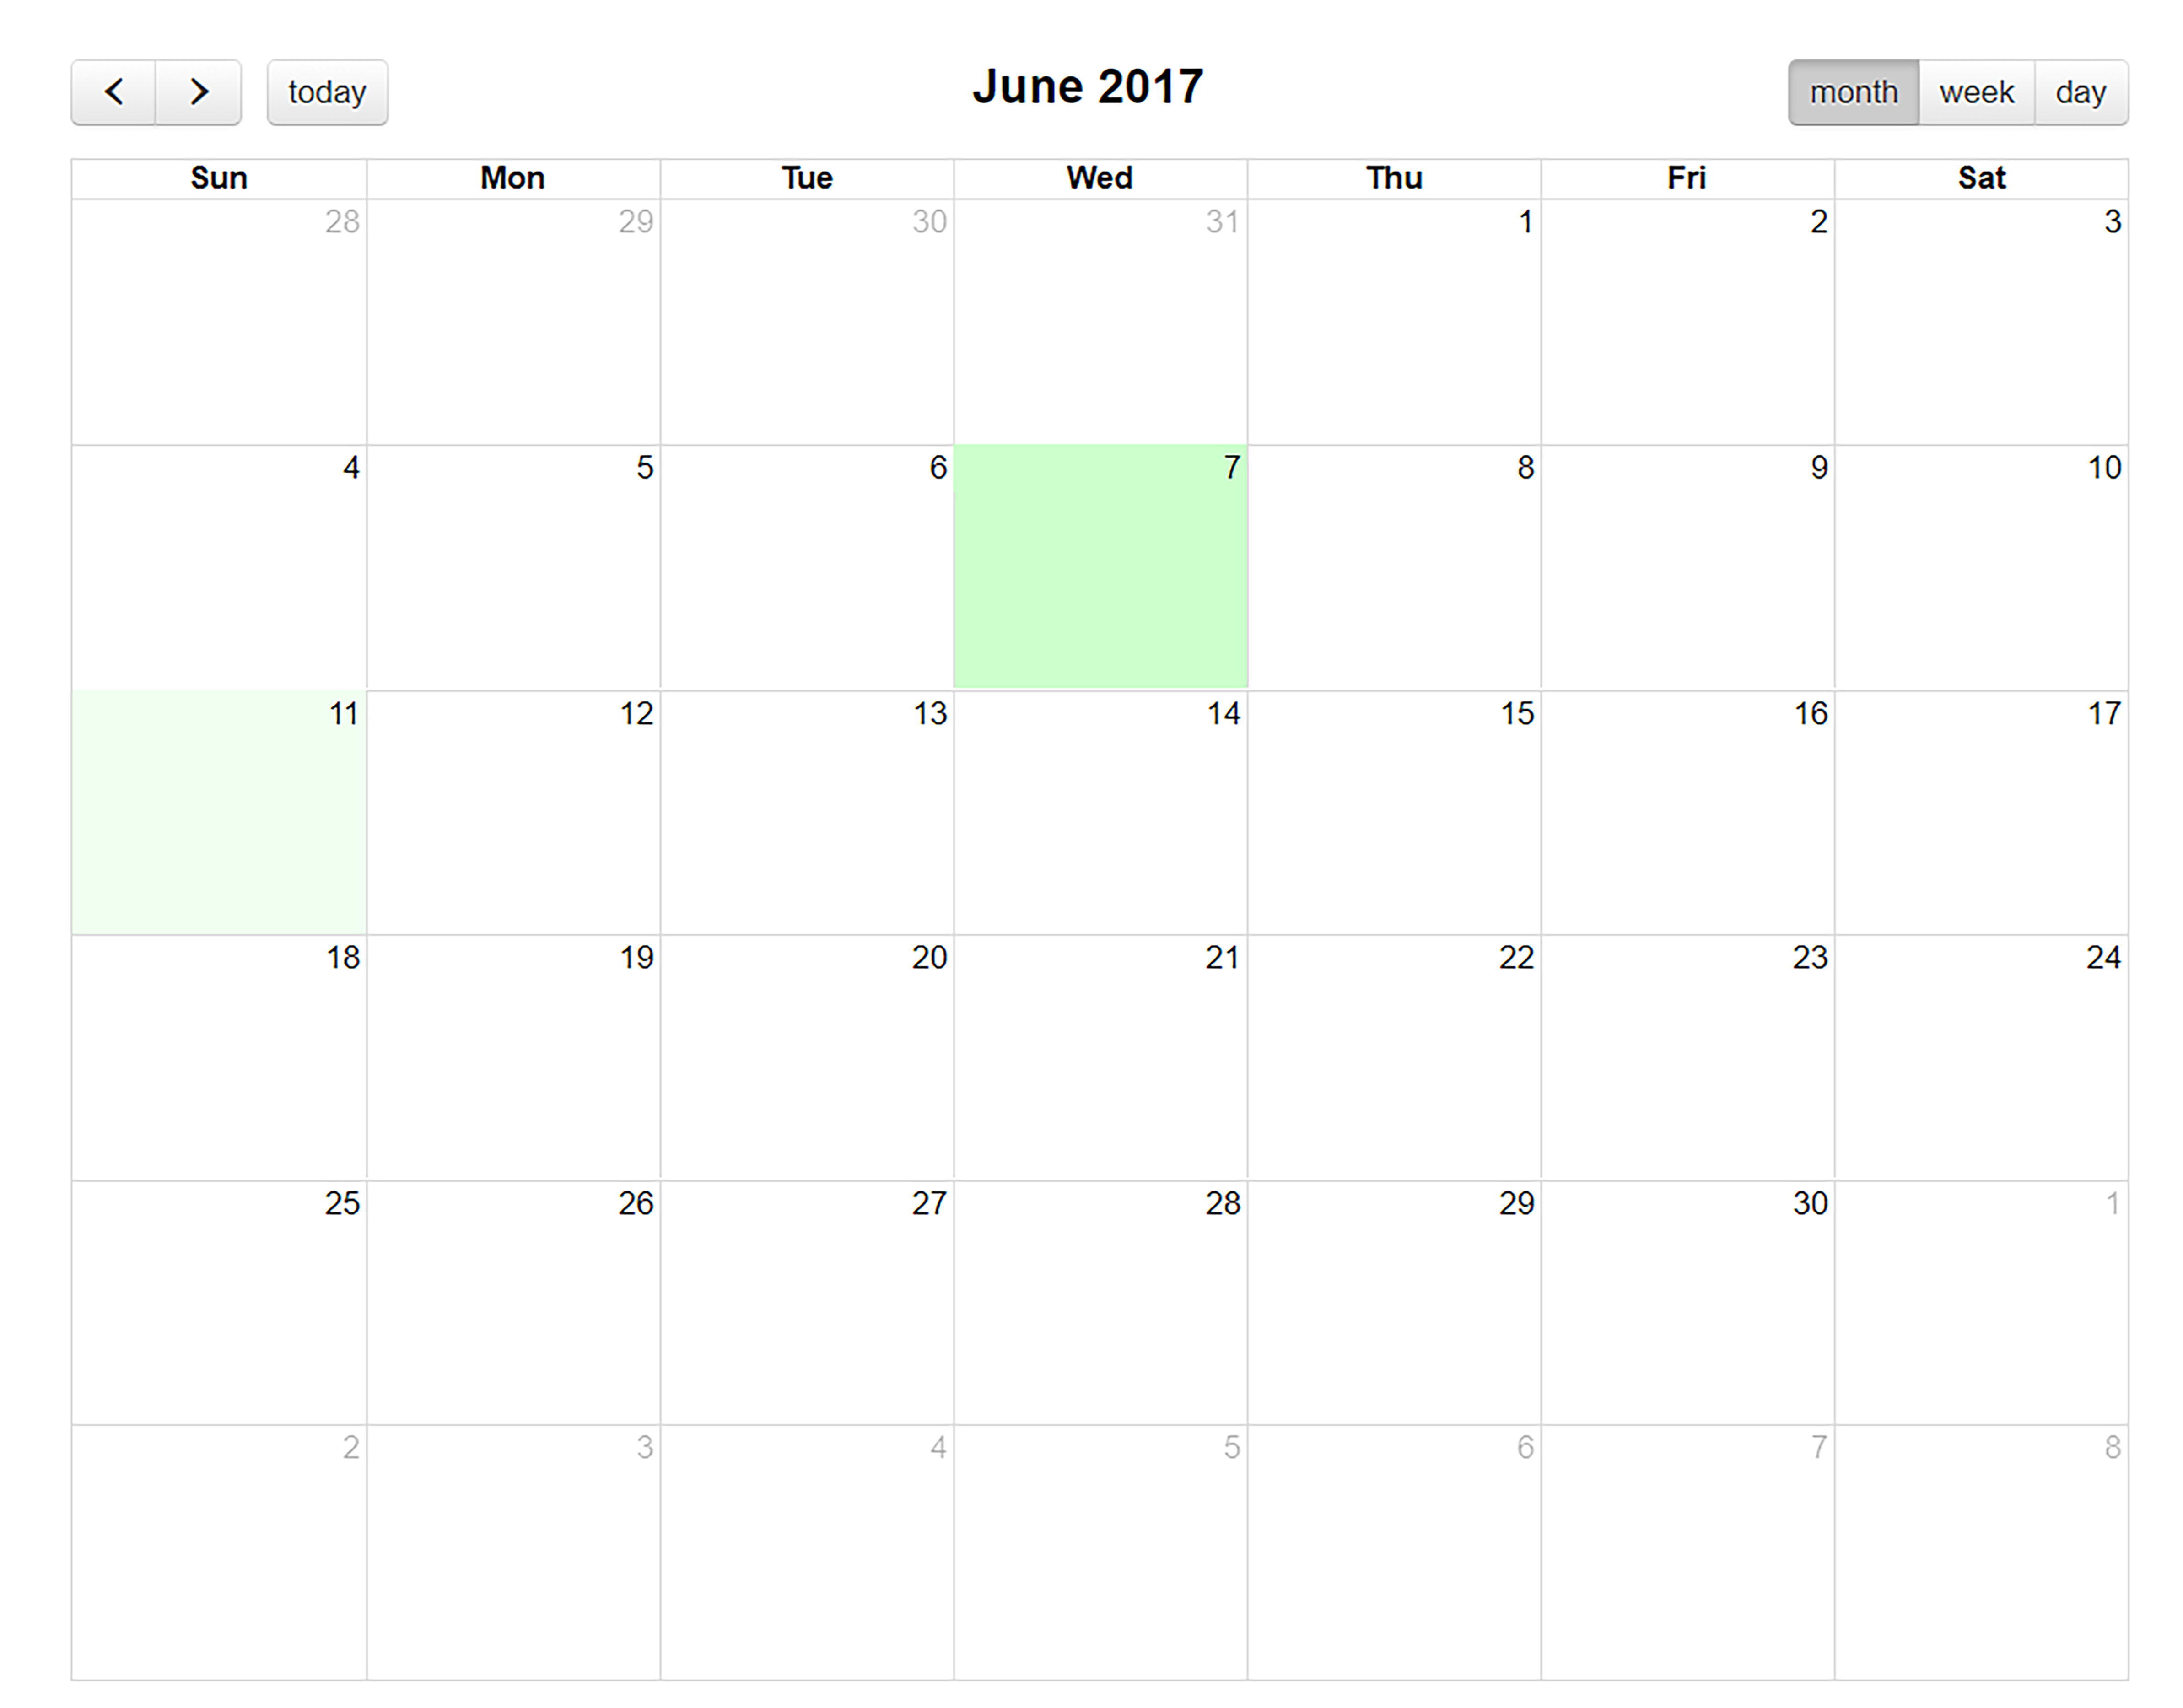 < > today June 2017 month week day
Sun Mon Tue Wed Thu Fri Sat
28 29 30 31 1 2 3
4 5 6 7 8 9 10
11 12 13 14 15 16 17
18 19 20 21 22 23 24
25 26 27 28 29 30 1
2 3 4 5 6 7 8